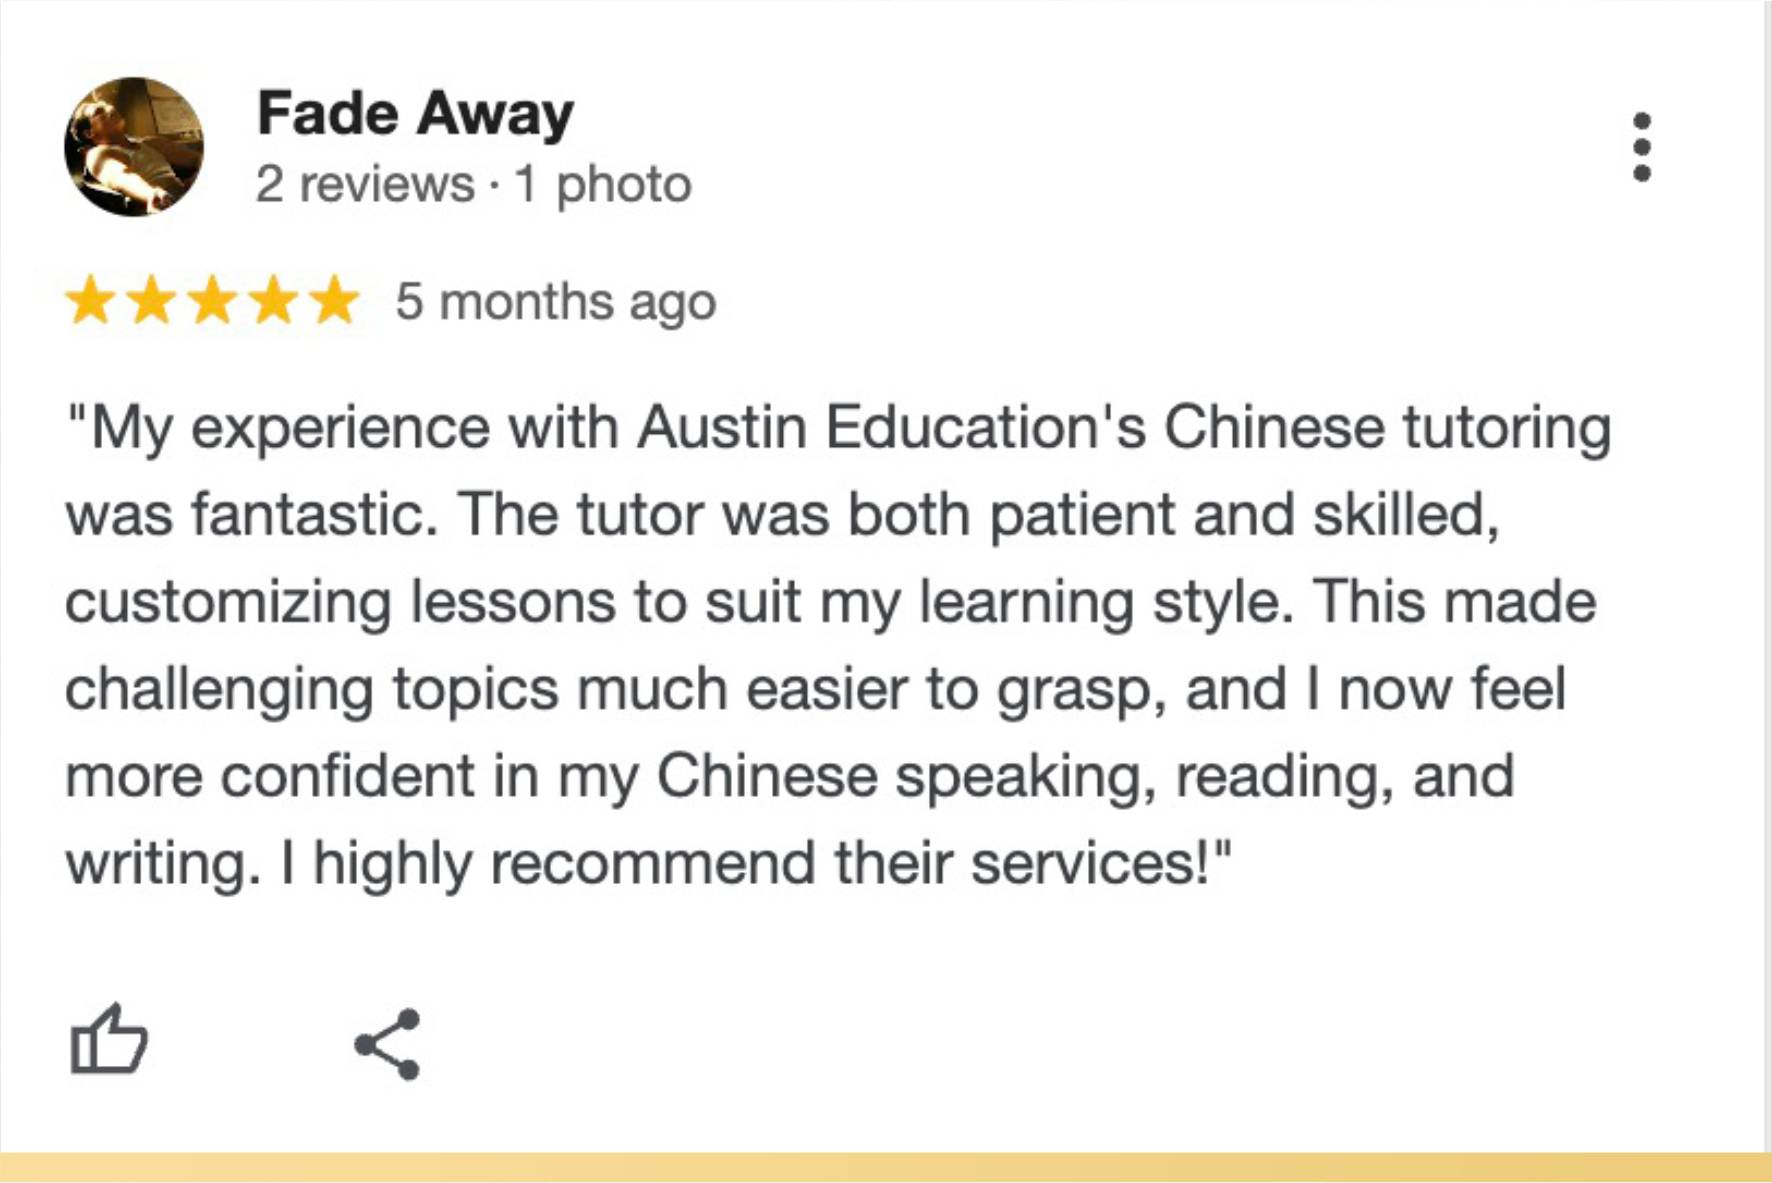 Fade Away
2 reviews · 1 photo
5 months ago
"My experience with Austin Education's Chinese tutoring
was fantastic. The tutor was both patient and skilled,
customizing lessons to suit my learning style. This made
challenging topics much easier to grasp, and I now feel
more confident in my Chinese speaking, reading, and
writing. I highly recommend their services!"